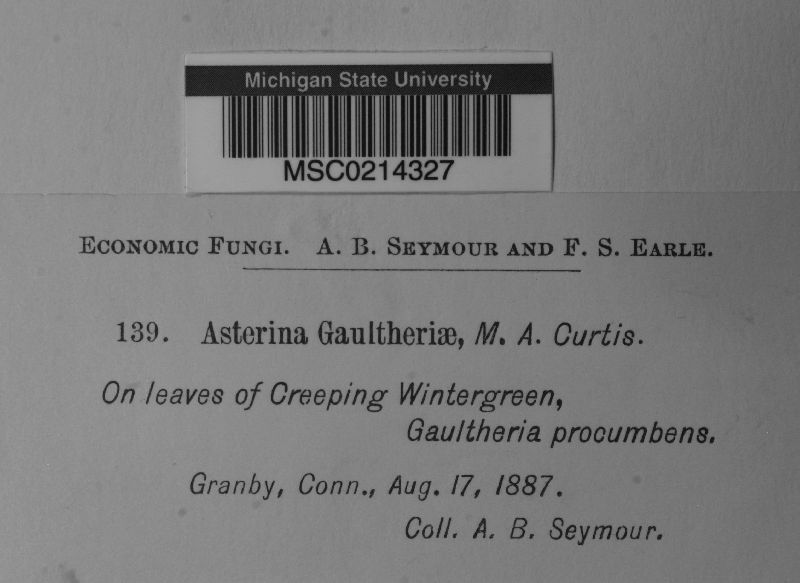 Michigan State University
MSC0214327
Economic Fungi. A. B. Seymour and F. S. Earle.
139. Asterina Gaultheriæ, M. A. Curtis.
On leaves of Creeping Wintergreen,
Gaultheria procumbens.
Granby, Conn., Aug. 17, 1887.
Coll. A. B. Seymour.